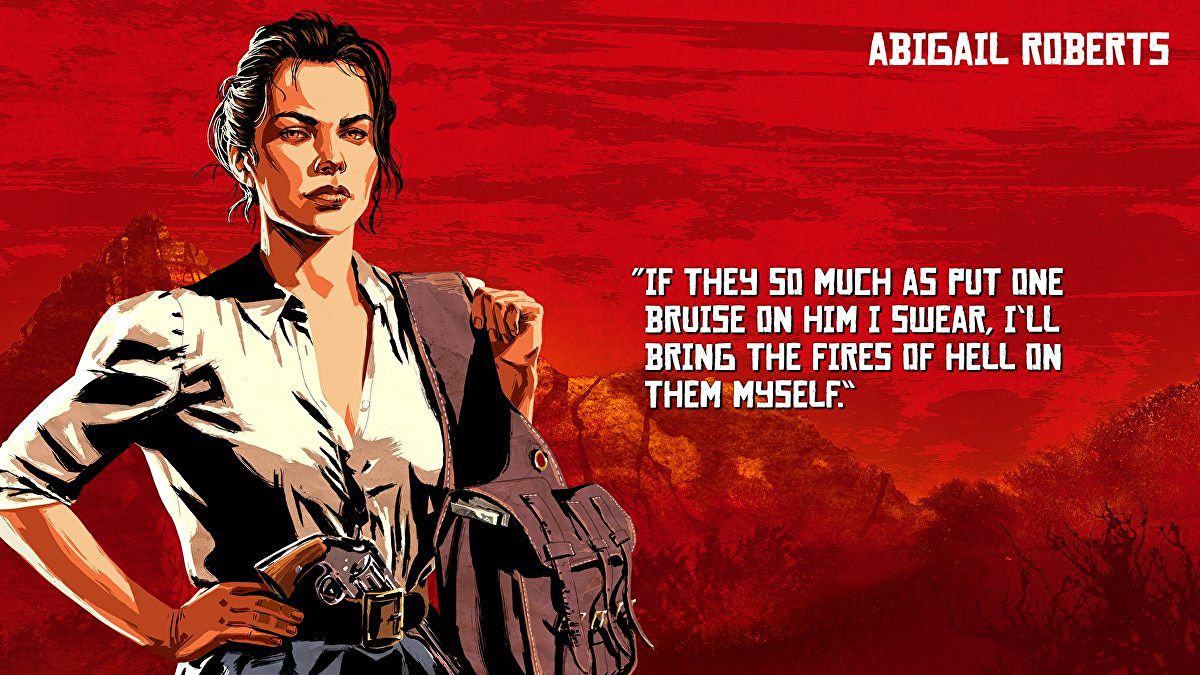 ABIGAIL ROBERTS
"IF THEY SO MUCH AS PUT ONE
BRUISE ON HIM I SWEAR, I`LL
BRING THE FIRES OF HELL ON
THEM MYSELF."